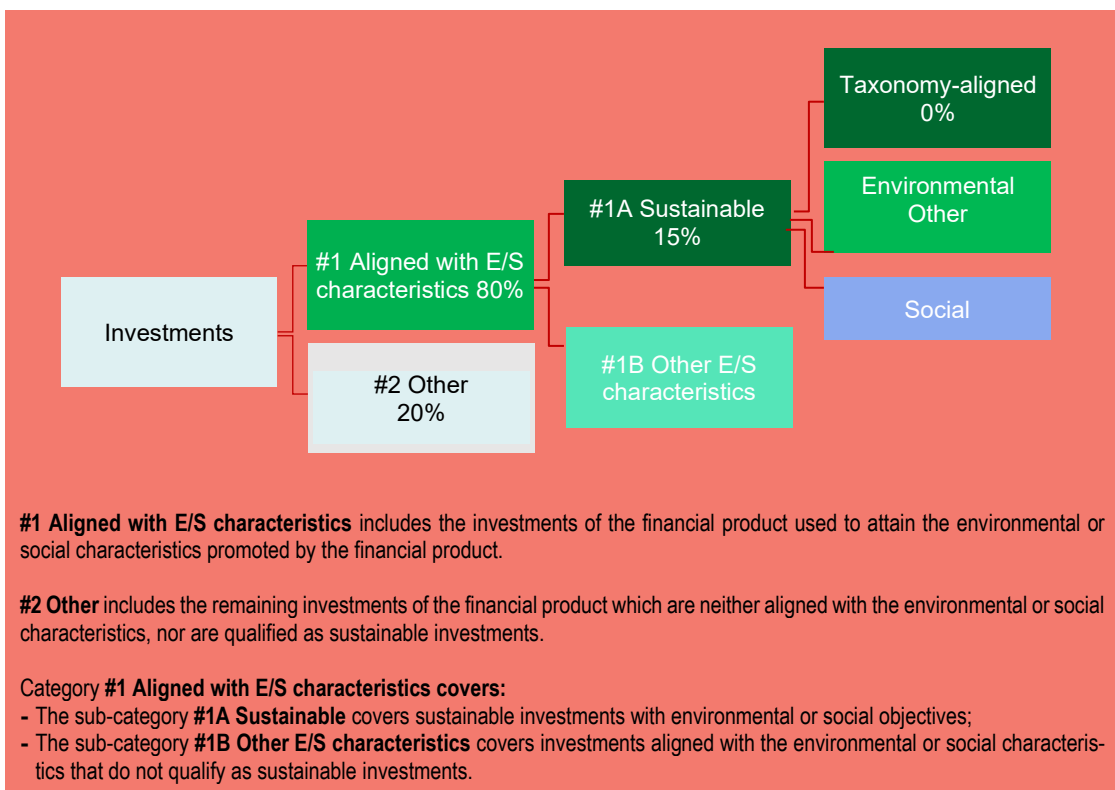 Taxonomy-aligned
0%
Environmental
Other
#1A Sustainable
15%
#1 Aligned with E/S
characteristics 80%
Social
Investments
#1B Other E/S
characteristics
#2 Other
20%
#1 Aligned with E/S characteristics includes the investments of the financial product used to attain the environmental or
social characteristics promoted by the financial product.
#2 Other includes the remaining investments of the financial product which are neither aligned with the environmental or social
characteristics, nor are qualified as sustainable investments.
Category #1 Aligned with E/S characteristics covers:
- The sub-category #1A Sustainable covers sustainable investments with environmental or social objectives;
- The sub-category #1B Other E/S characteristics covers investments aligned with the environmental or social characteris-
tics that do not qualify as sustainable investments.